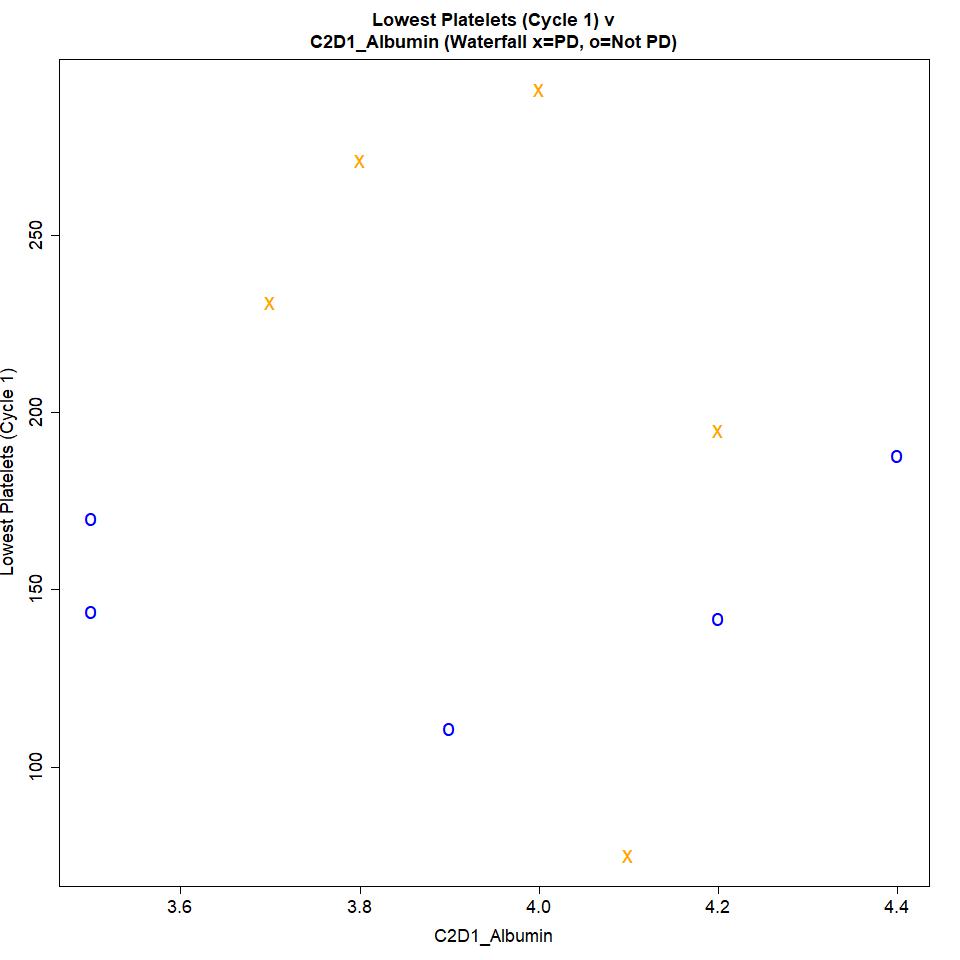 Lowest Platelets (Cycle 1) v
C2D1_Albumin (Waterfall x=PD, o=Not PD)
Lowest Platelets (Cycle 1)
250
200
150
100
X
X
X
X
O
O
O
O
O
X
3.6
3.8
4.0
4.2
4.4
C2D1_Albumin